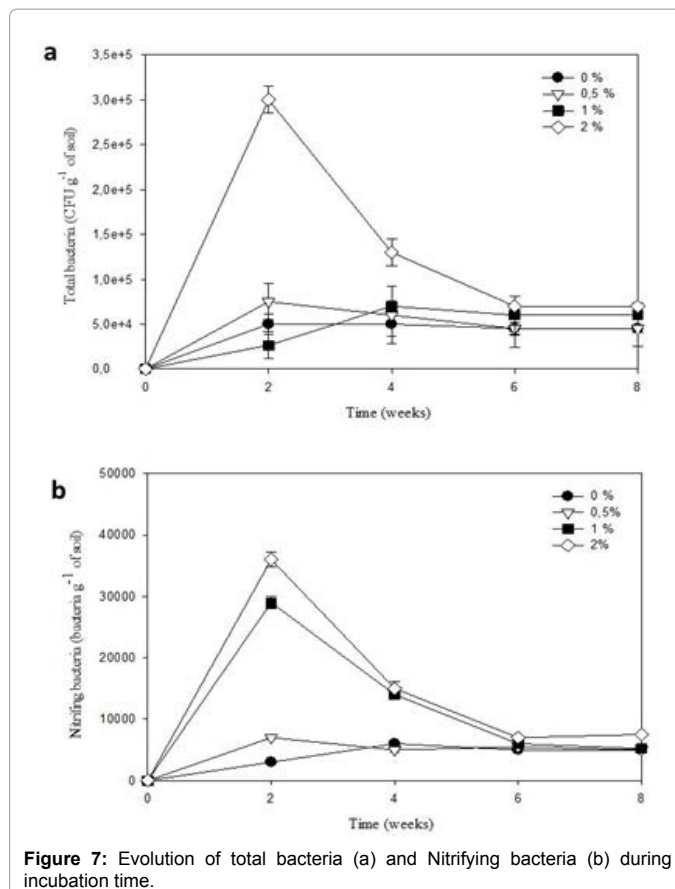 a
3,5e+5
3,0e+5
2,5e+5
2,0e+5
1,5e+5
1,0e+5
5,0e+4
0,0
Total bacteria (CFU g⁻¹ of soil)
0 %
0,5 %
1 %
2 %
0
2
4
6
8
Time (weeks)
b
50000
40000
30000
20000
10000
0
Nitrifing bacteria (bacteria g⁻¹ of soil)
0 %
0,5%
1 %
2%
0
2
4
6
8
Time (weeks)
Figure 7: Evolution of total bacteria (a) and Nitrifying bacteria (b) during
incubation time.